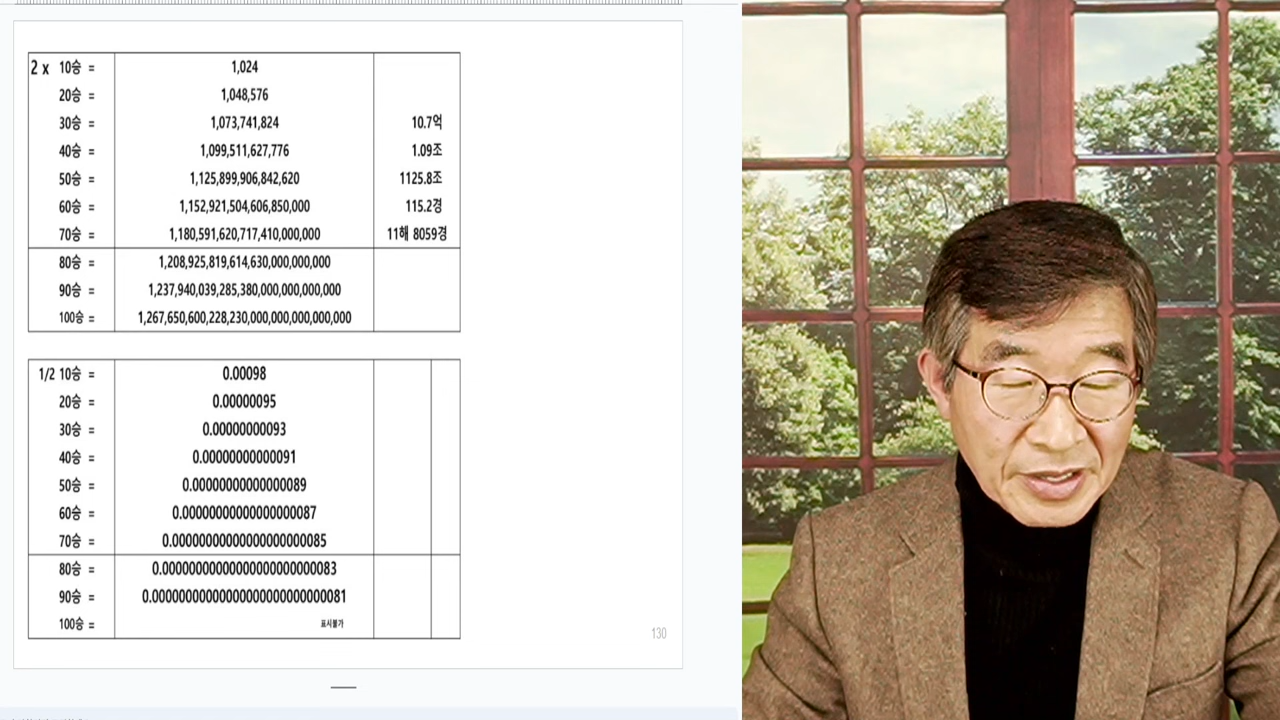 2 x 10승 = 1,024
20승 = 1,048,576
30승 = 1,073,741,824 10.7억
40승 = 1,099,511,627,776 1.09조
50승 = 1,125,899,906,842,620 1125.8조
60승 = 1,152,921,504,606,850,000 115.2경
70승 = 1,180,591,620,717,410,000,000 11해 8059경
80승 = 1,208,925,819,614,630,000,000,000
90승 = 1,237,940,039,285,380,000,000,000,000
100승 = 1,267,650,600,228,230,000,000,000,000,000
1/2 10승 = 0.00098
20승 = 0.00000095
30승 = 0.00000000093
40승 = 0.00000000000091
50승 = 0.00000000000000089
60승 = 0.00000000000000000087
70승 = 0.00000000000000000000085
80승 = 0.00000000000000000000000083
90승 = 0.00000000000000000000000000081
100승 = 표시불가
130